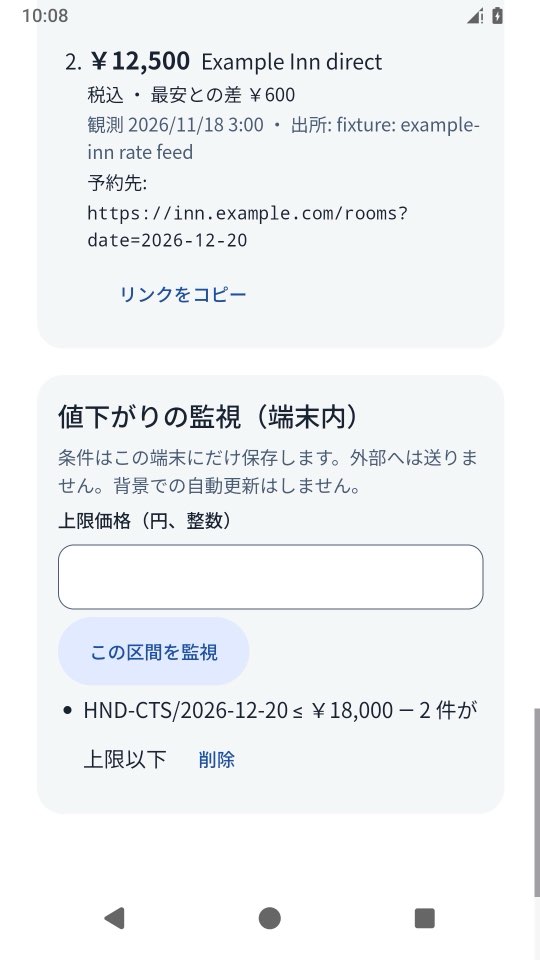 10:08
2. ￥12,500 Example Inn direct
税込 ・ 最安との差 ￥600
観測 2026/11/18 3:00 ・ 出所: fixture: example-
inn rate feed
予約先:
https://inn.example.com/rooms?
date=2026-12-20
リンクをコピー
値下がりの監視（端末内）
条件はこの端末にだけ保存します。外部へは送りま
せん。背景での自動更新はしません。
上限価格（円、整数）
この区間を監視
• HND-CTS/2026-12-20 ≤ ￥18,000 — 2 件が
上限以下 削除